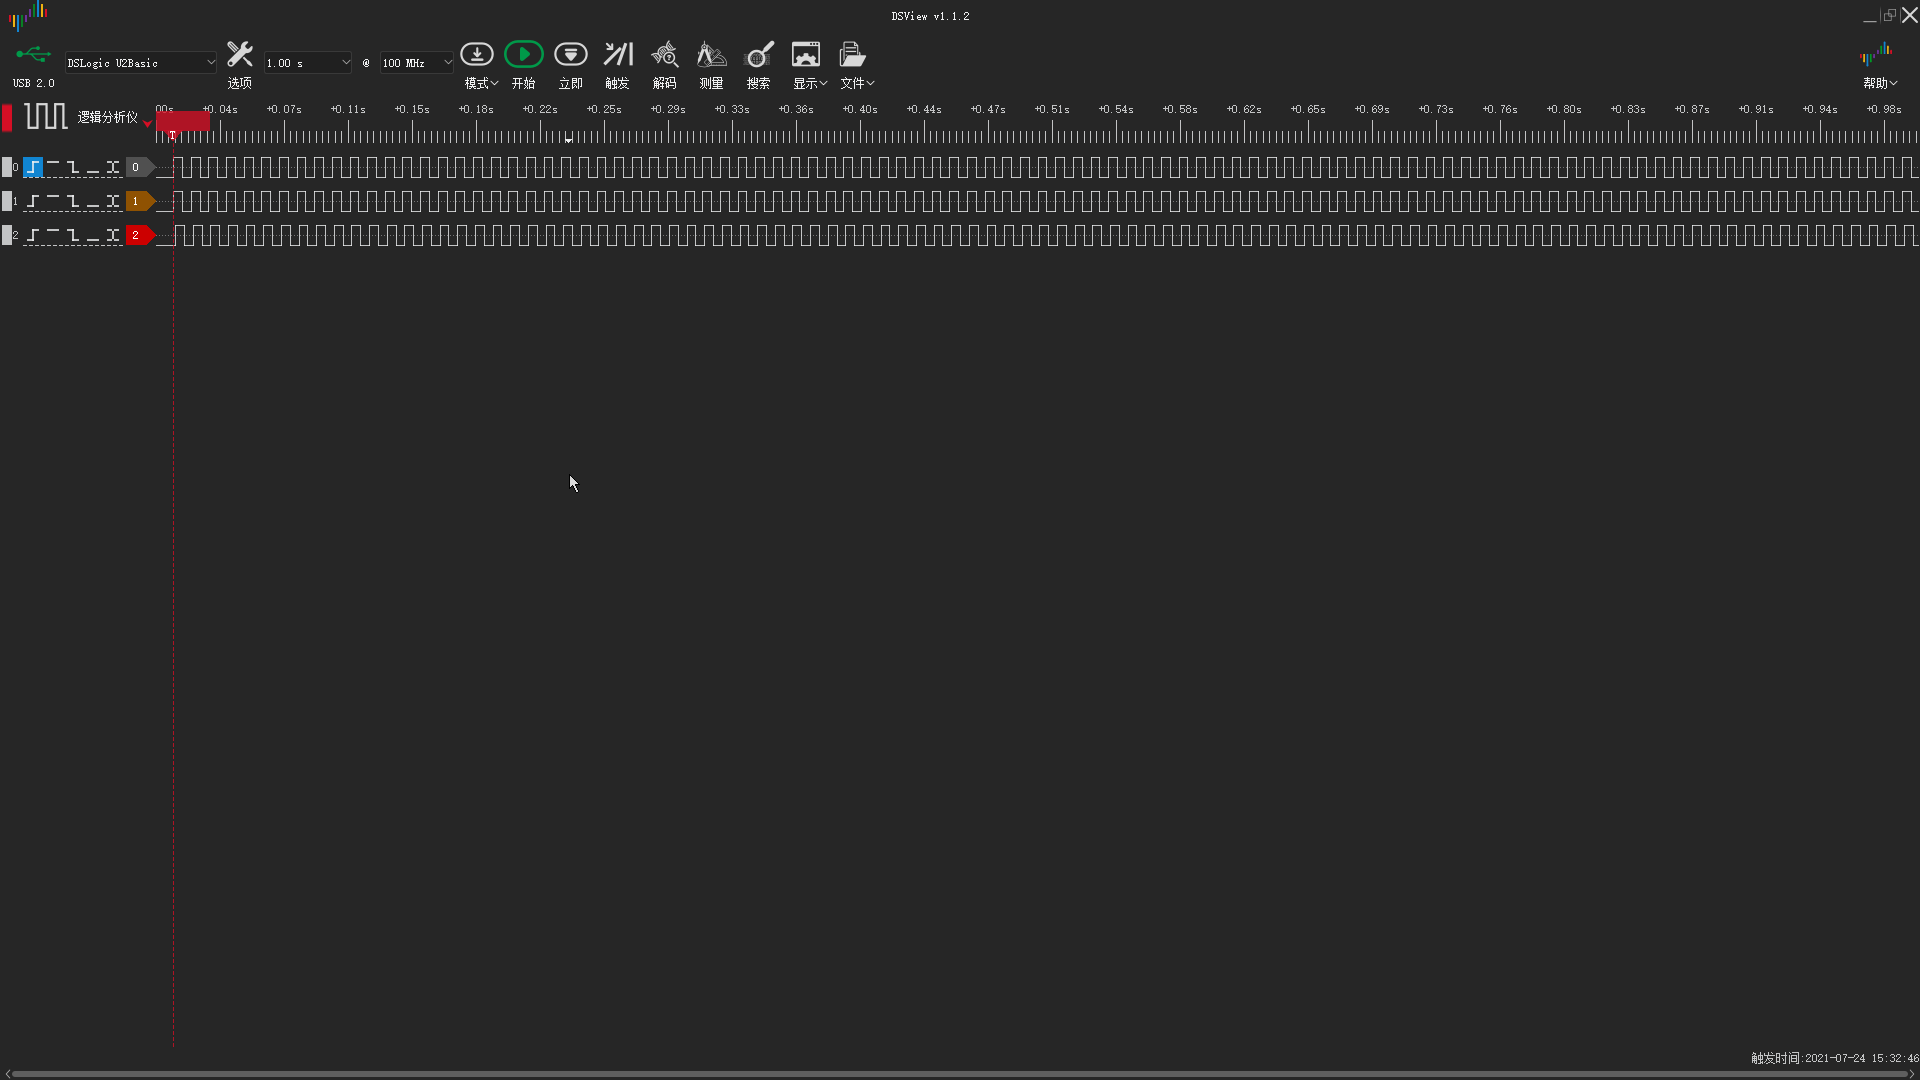 DSView v1.1.2
DSLogic U2Basic
1.00 s
@
100 MHz
USB 2.0
选项
模式
开始
立即
触发
解码
测量
搜索
显示
文件
帮助
逻辑分析仪
00s +0.04s +0.07s +0.11s +0.15s +0.18s +0.22s +0.25s +0.29s +0.33s +0.36s +0.40s +0.44s +0.47s +0.51s +0.54s +0.58s +0.62s +0.65s +0.69s +0.73s +0.76s +0.80s +0.83s +0.87s +0.91s +0.94s +0.98s
T
0 0
1 1
2 2
触发时间:2021-07-24 15:32:46